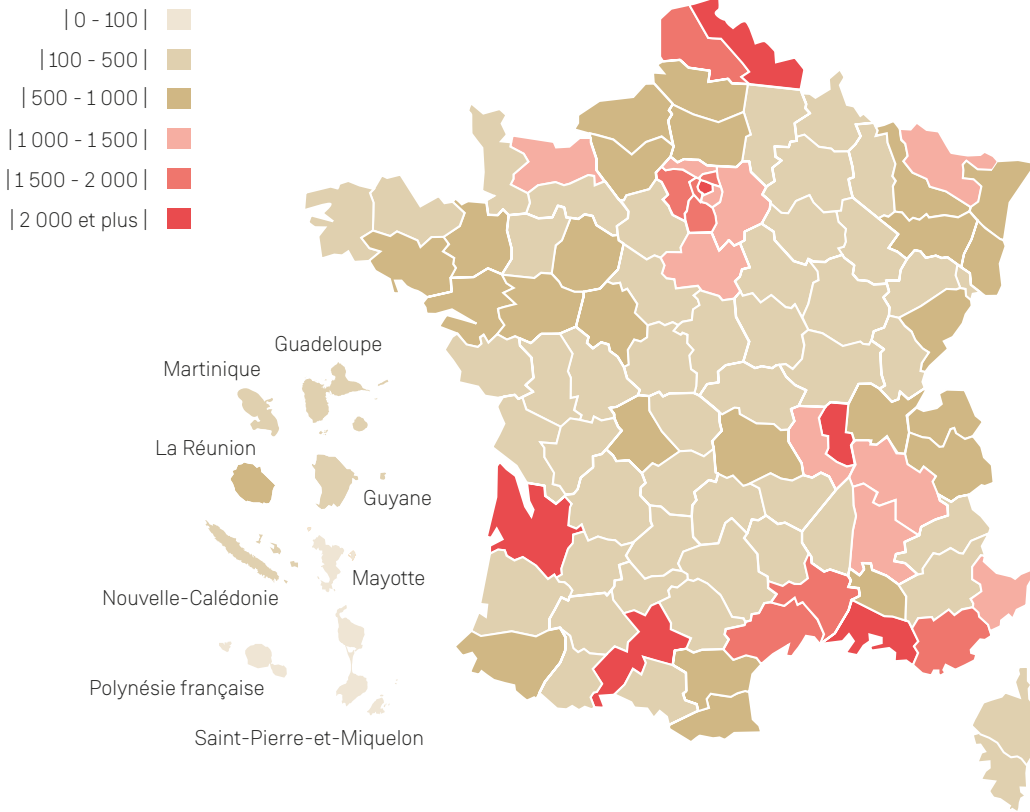 | 0 - 100 |
| 100 - 500 |
| 500 - 1 000 |
| 1 000 - 1 500 |
| 1 500 - 2 000 |
| 2 000 et plus |
Guadeloupe
Martinique
La Réunion
Guyane
Mayotte
Nouvelle-Calédonie
Polynésie française
Saint-Pierre-et-Miquelon